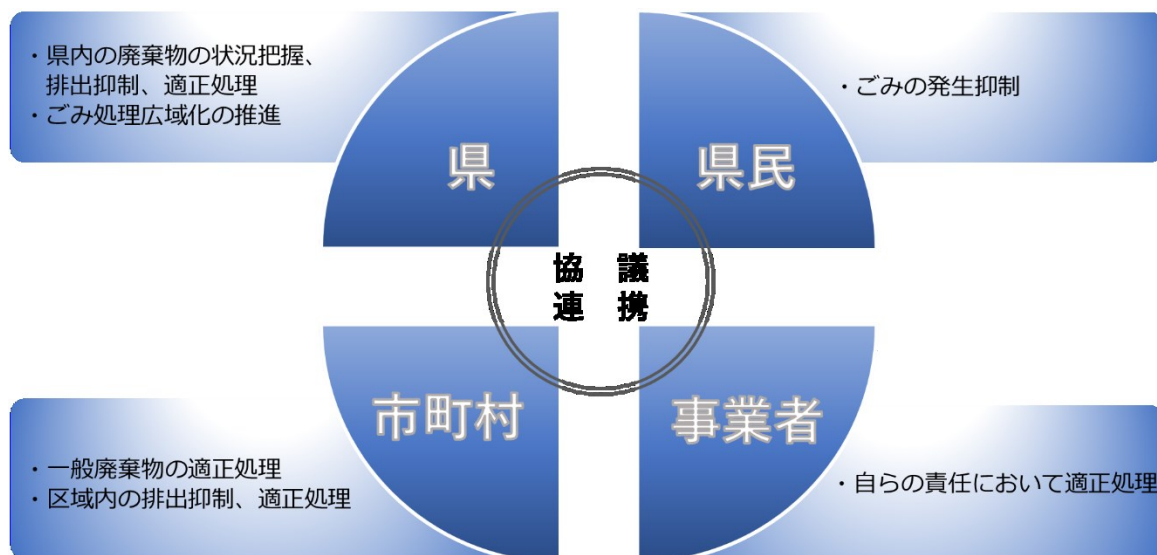 ・県内の廃棄物の状況把握、
排出抑制、適正処理
・ごみ処理広域化の推進
県
県民
・ごみの発生抑制
協 議
連 携
市町村
事業者
・一般廃棄物の適正処理
・区域内の排出抑制、適正処理
・自らの責任において適正処理